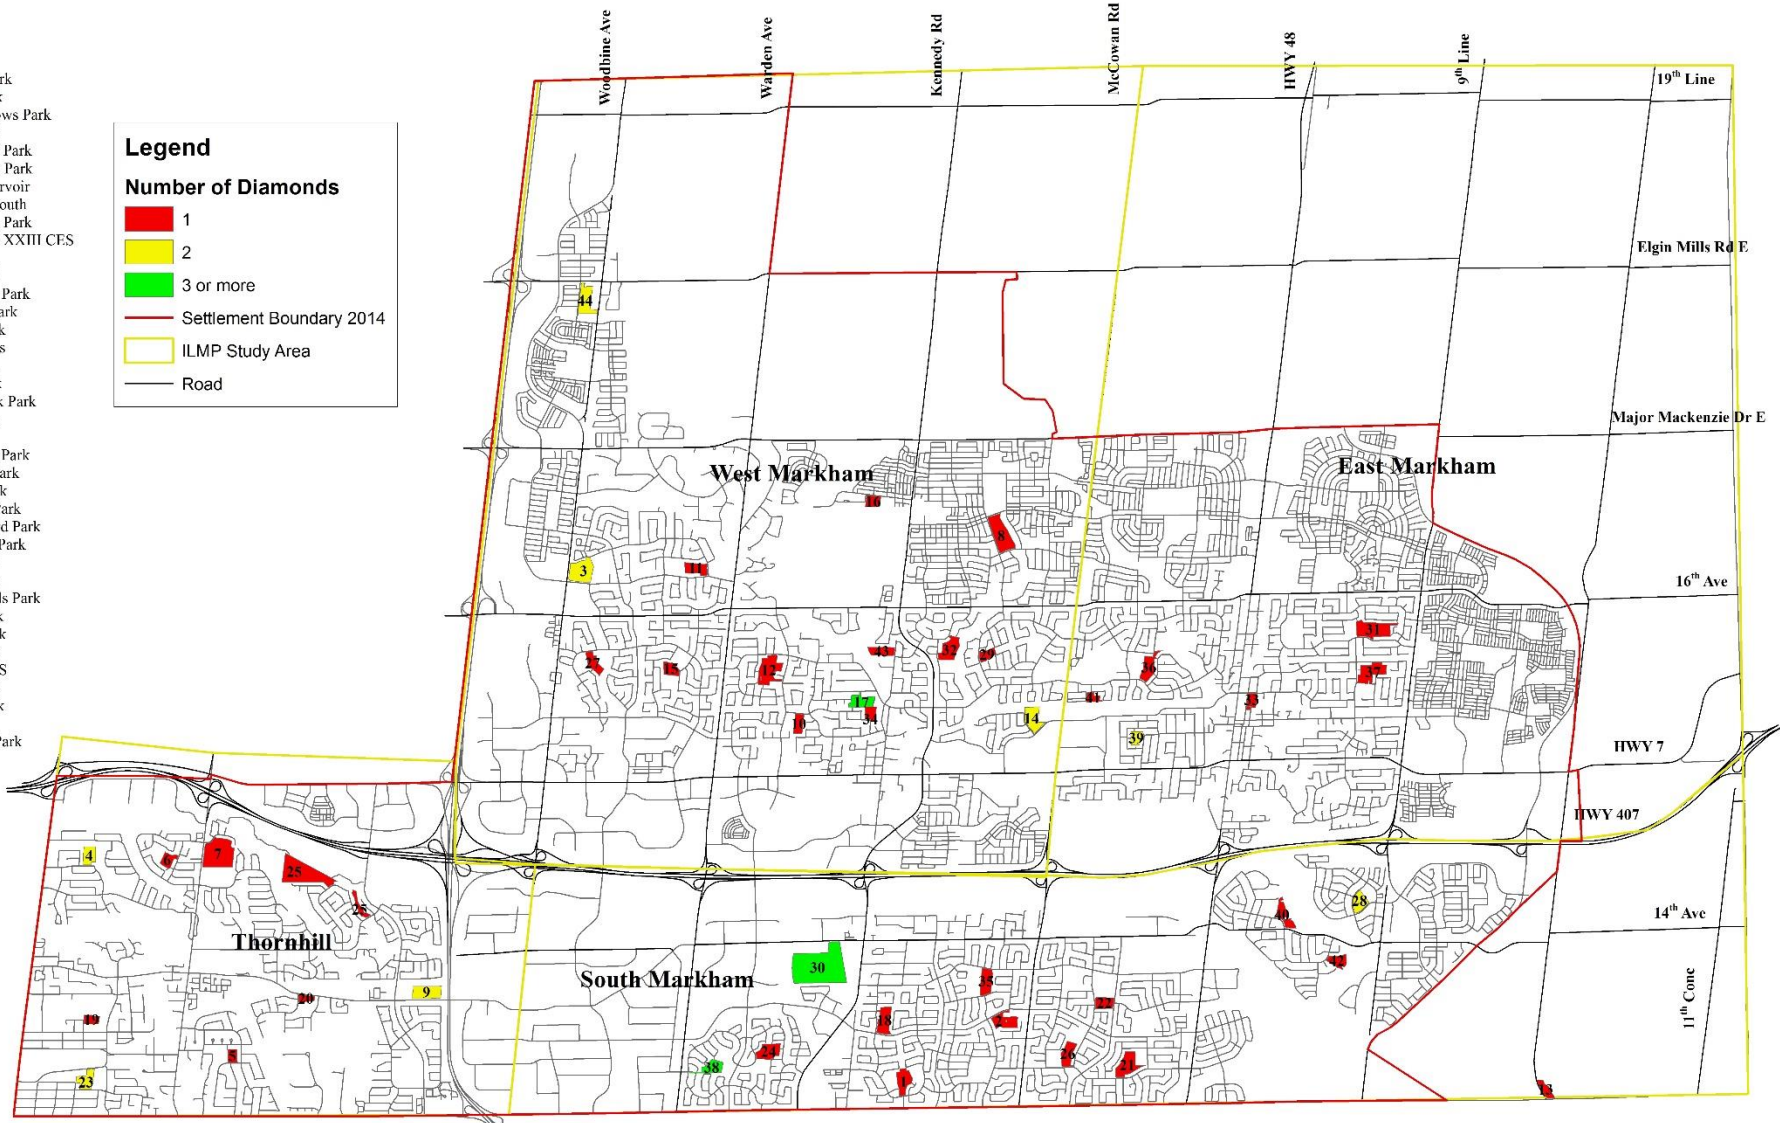 rk
ws Park
Park
Park
rvoir
outh
Park
XXIII CES
Park
ark
k
s
k Park
Park
ark
k
Park
d Park
Park
ls Park
k
k
S
k
Park
Legend
Number of Diamonds
1
2
3 or more
Settlement Boundary 2014
ILMP Study Area
Road
Woodbine Ave
Warden Ave
Kennedy Rd
McCowan Rd
HWY 48
9th Line
19th Line
Elgin Mills Rd E
44
Major Mackenzie Dr E
West Markham
East Markham
16
8
3
11
16th Ave
31
43
32
29
27
15
12
36
37
17
41
33
10
34
14
39
HWY 7
HWY 407
4
6
7
25
25
28
40
14th Ave
Thornhill
42
South Markham
30
35
9
20
22
19
18
2
11th Conc
5
24
26
38
21
23
1
13